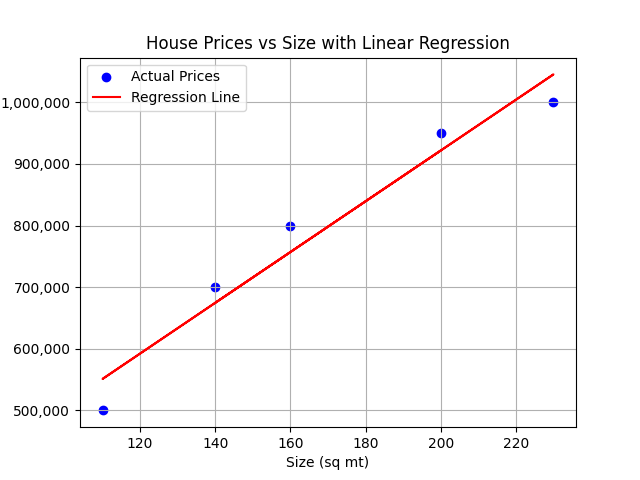 House Prices vs Size with Linear Regression
Actual Prices
Regression Line
1,000,000
900,000
800,000
700,000
600,000
500,000
120 140 160 180 200 220
Size (sq mt)